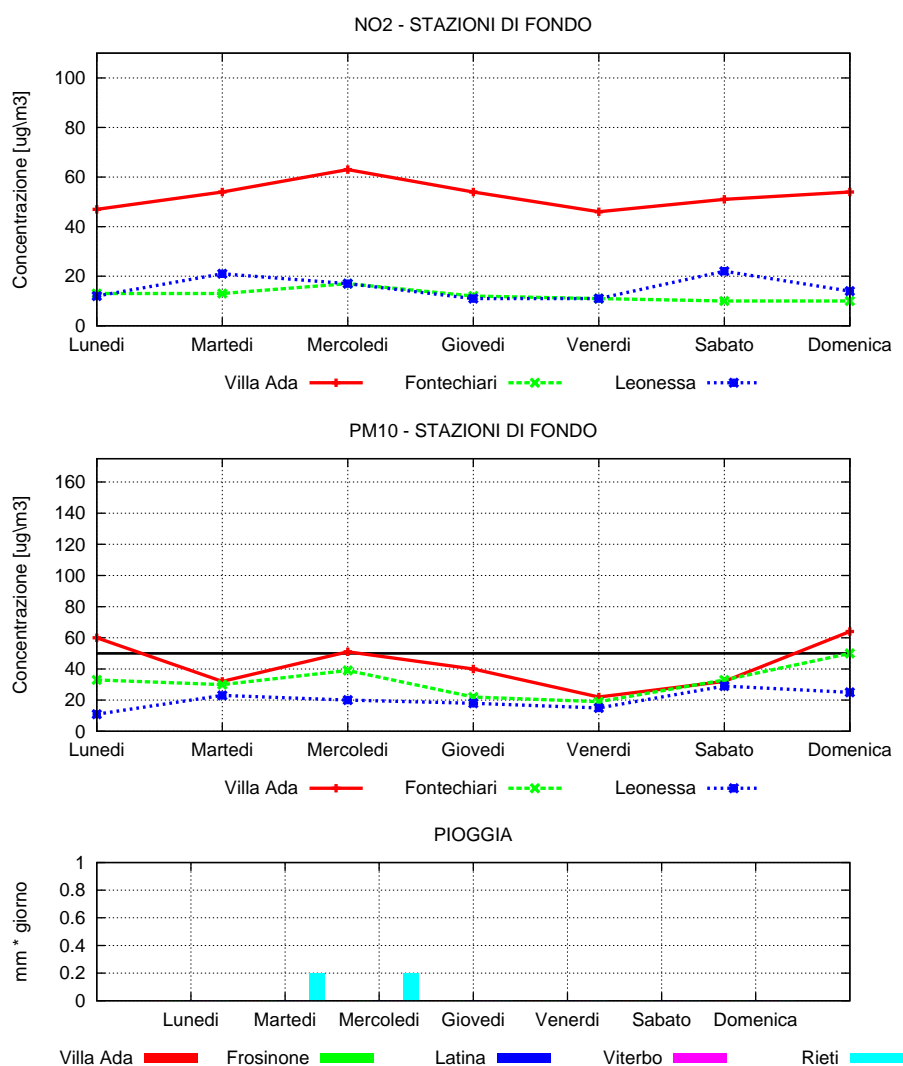 NO2 - STAZIONI DI FONDO
Concentrazione [ug\m3]
100
80
60
40
20
0
Lunedi Martedi Mercoledi Giovedi Venerdi Sabato Domenica
Villa Ada Fontechiari Leonessa
PM10 - STAZIONI DI FONDO
Concentrazione [ug\m3]
160
140
120
100
80
60
40
20
0
Lunedi Martedi Mercoledi Giovedi Venerdi Sabato Domenica
Villa Ada Fontechiari Leonessa
PIOGGIA
mm * giorno
1
0.8
0.6
0.4
0.2
0
Lunedi Martedi Mercoledi Giovedi Venerdi Sabato Domenica
Villa Ada Frosinone Latina Viterbo Rieti